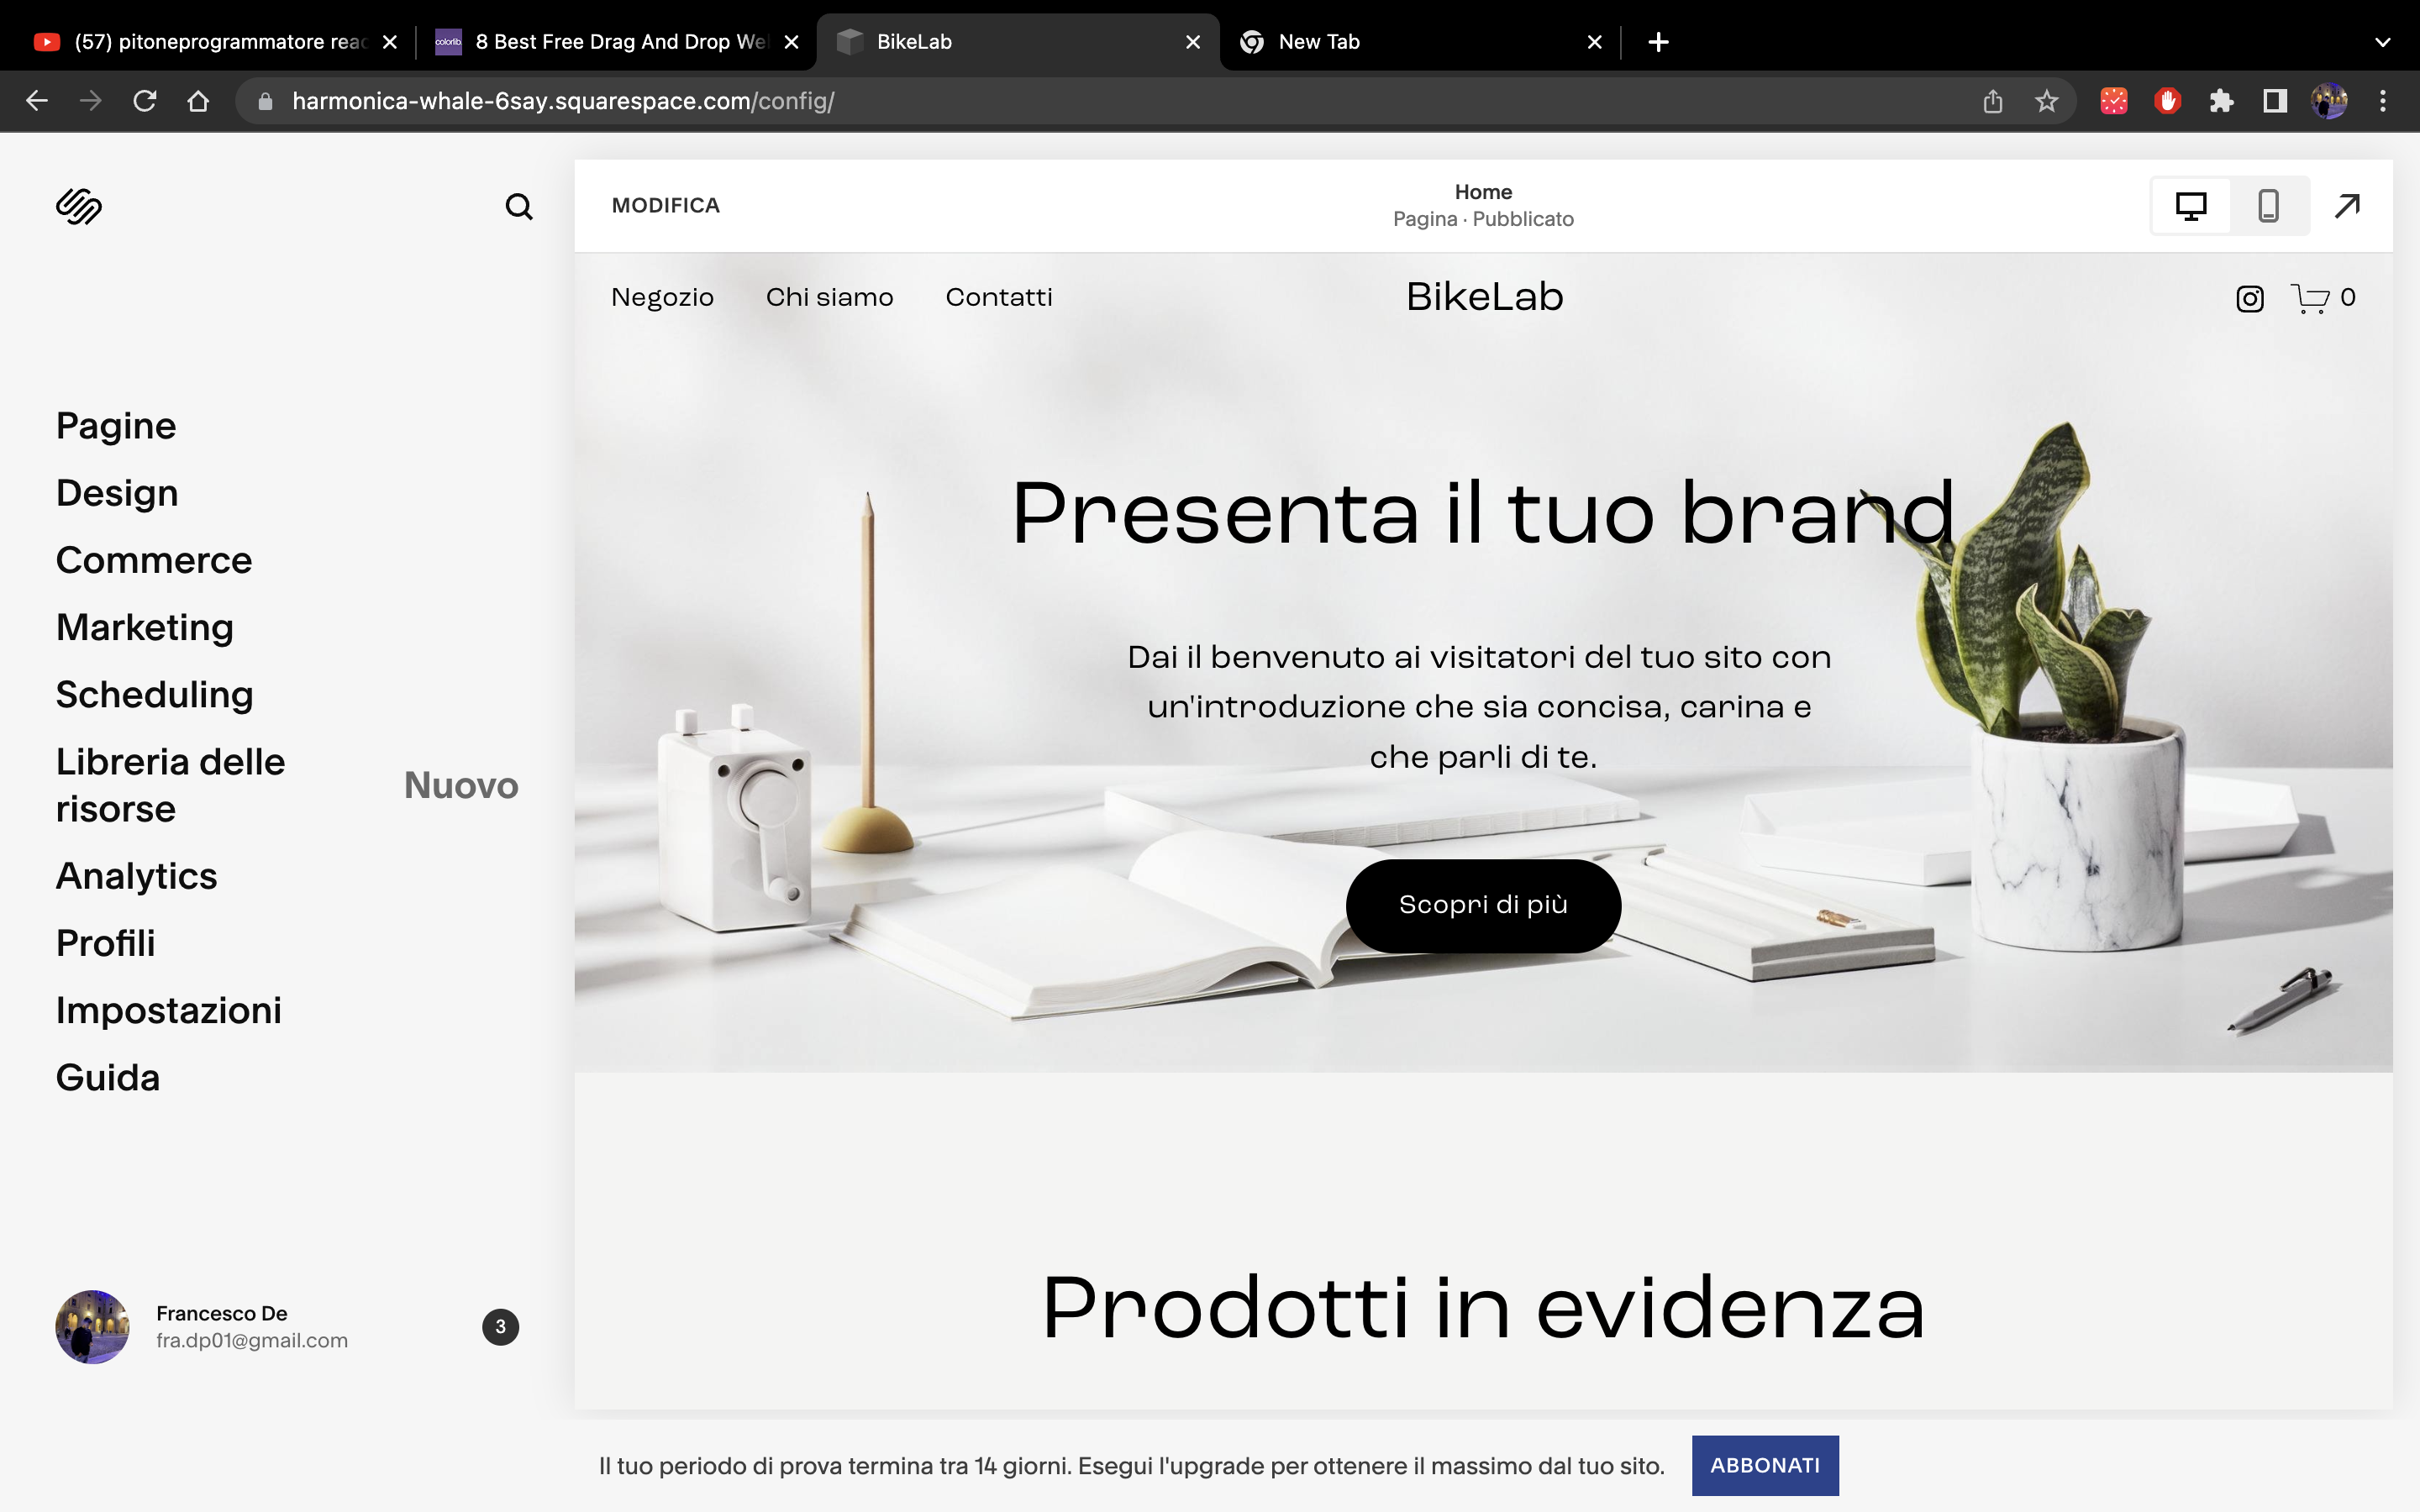 (57) pitoneprogrammatore reac
colorlib.
8 Best Free Drag And Drop We
BikeLab
New Tab
harmonica-whale-6say.squarespace.com/config/
MODIFICA
Home
Pagina · Pubblicato
Negozio
Chi siamo
Contatti
BikeLab
0
Pagine
Design
Commerce
Marketing
Scheduling
Libreria delle
risorse
Nuovo
Analytics
Profili
Impostazioni
Guida
Presenta il tuo brand
Dai il benvenuto ai visitatori del tuo sito con
un'introduzione che sia concisa, carina e
che parli di te.
Scopri di più
Prodotti in evidenza
Francesco De
fra.dp01@gmail.com
3
Il tuo periodo di prova termina tra 14 giorni. Esegui l'upgrade per ottenere il massimo dal tuo sito.
ABBONATI